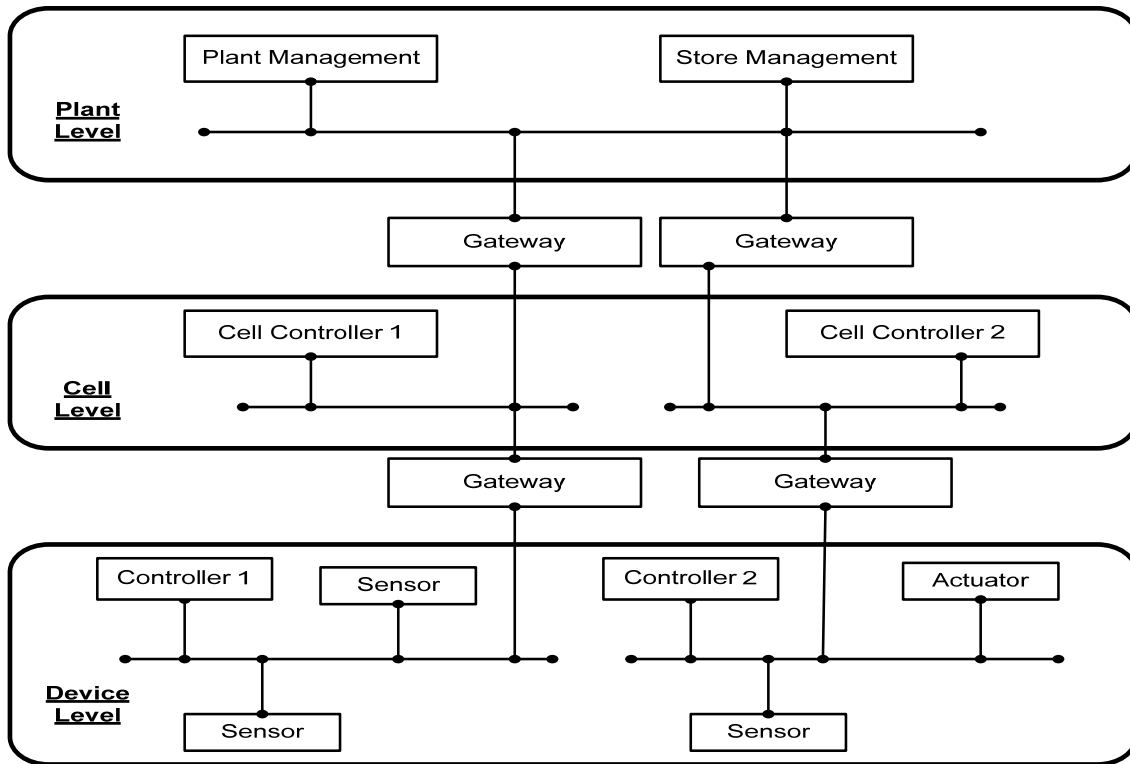 Plant Management
Store Management
Plant
Level
Gateway
Gateway
Cell Controller 1
Cell Controller 2
Cell
Level
Gateway
Gateway
Controller 1
Sensor
Controller 2
Actuator
Device
Level
Sensor
Sensor